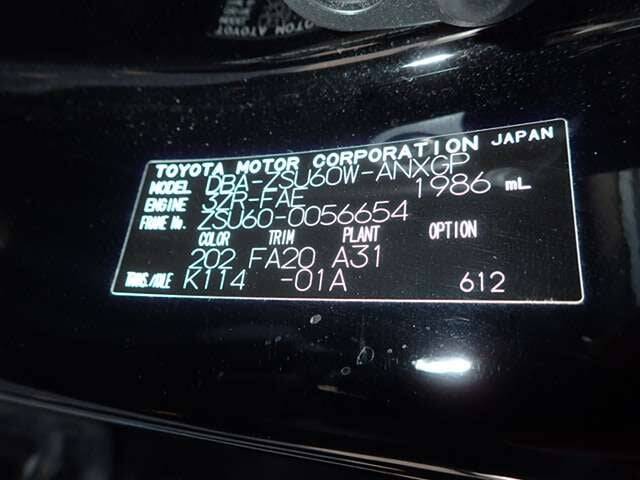 TOYOTA MOTOR CORPORATION JAPAN
MODEL DBA-ZSU60W-ANXGP
ENGINE 3ZR-FAE 1986 mL
FRAME No. ZSU60-0056654
COLOR TRIM PLANT OPTION
202 FA20 A31
TRANS./AXLE K114 -01A 612